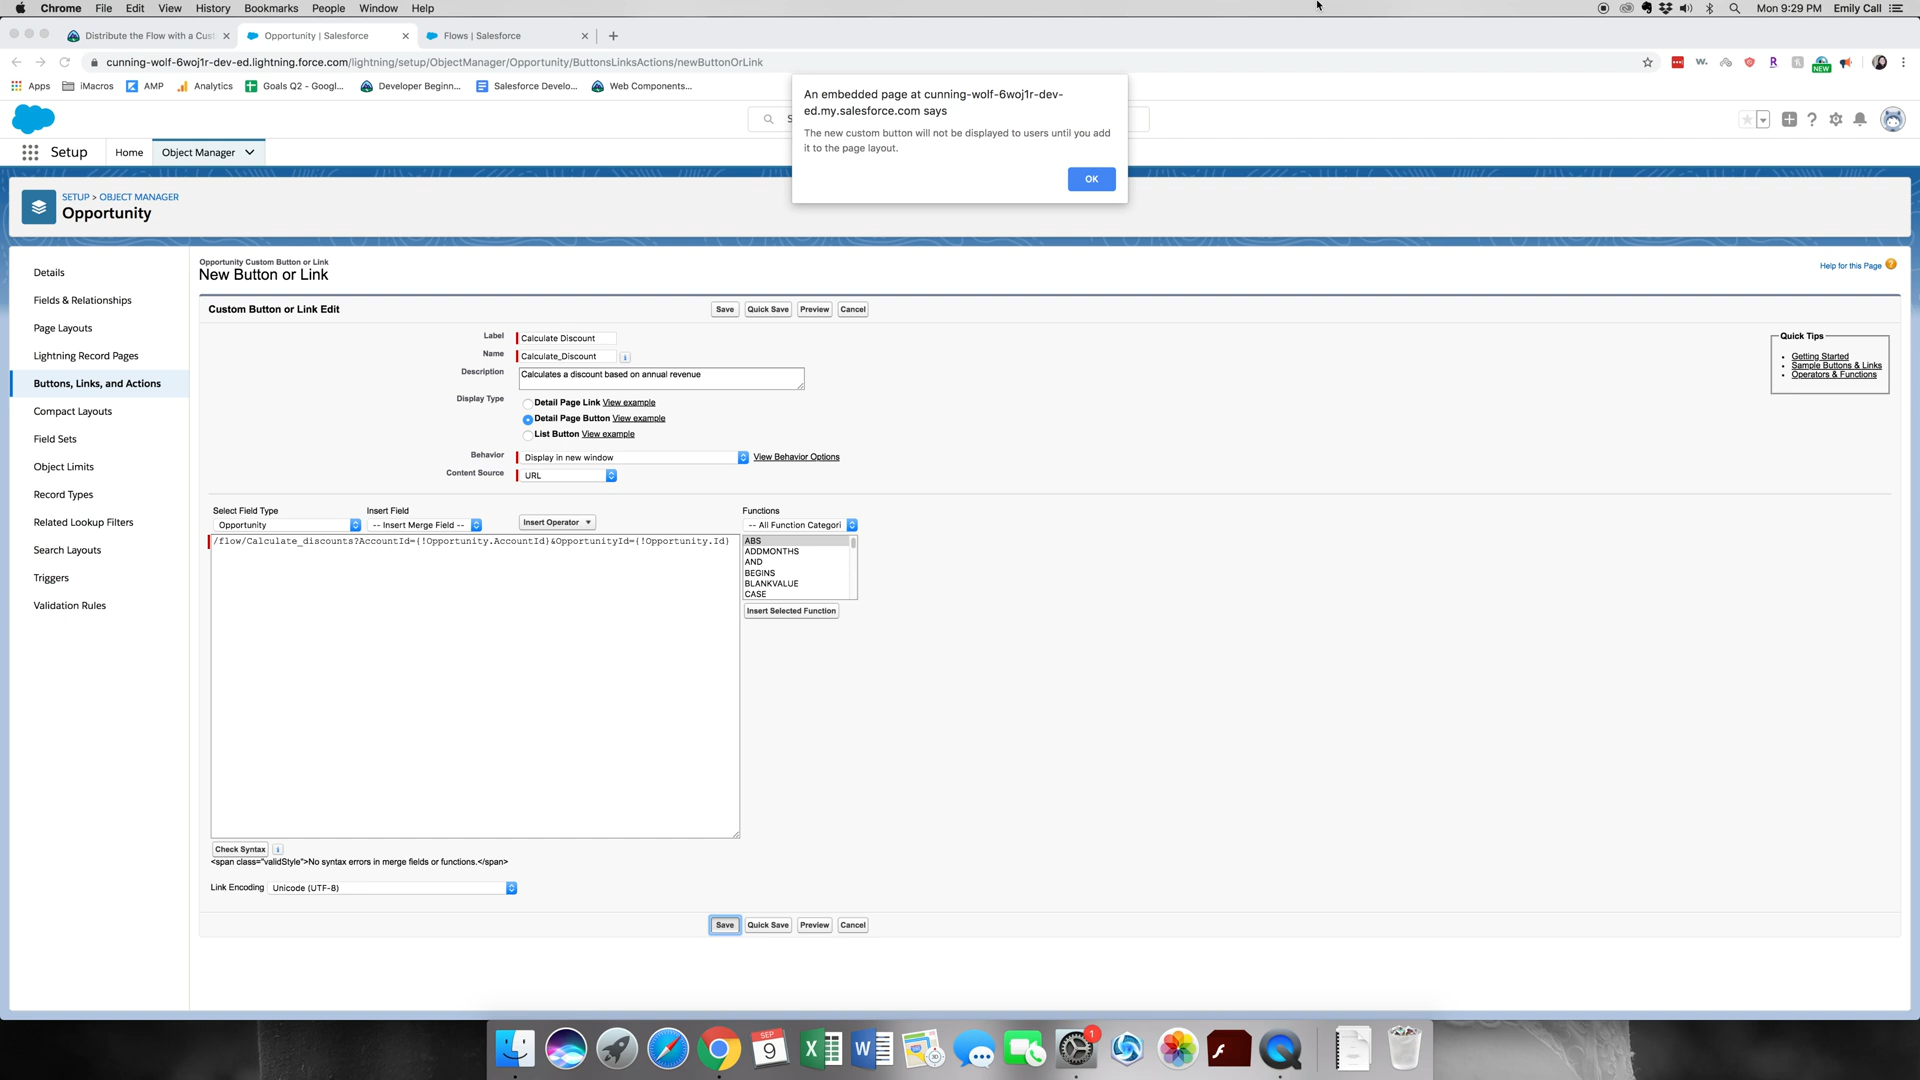 Chrome File Edit View History Bookmarks People Window Help Mon 9:29 PM Emily Call
Distribute the Flow with a Cus Opportunity | Salesforce Flows | Salesforce
cunning-wolf-6woj1r-dev-ed.lightning.force.com/lightning/setup/ObjectManager/Opportunity/ButtonsLinksActions/newButtonOrLink
NEW
Apps iMacros AMP Analytics Goals Q2 - Googl... Developer Beginn... Salesforce Develo... Web Components...
An embedded page at cunning-wolf-6woj1r-dev-
ed.my.salesforce.com says
The new custom button will not be displayed to users until you add
it to the page layout.
OK
S
Setup Home Object Manager
SETUP > OBJECT MANAGER
Opportunity
Details
Fields & Relationships
Page Layouts
Lightning Record Pages
Buttons, Links, and Actions
Compact Layouts
Field Sets
Object Limits
Record Types
Related Lookup Filters
Search Layouts
Triggers
Validation Rules
Opportunity Custom Button or Link
New Button or Link
Help for this Page ?
Custom Button or Link Edit Save Quick Save Preview Cancel
Label Calculate Discount
Name Calculate_Discount i
Description Calculates a discount based on annual revenue
Display Type Detail Page Link View example
Detail Page Button View example
List Button View example
Behavior Display in new window View Behavior Options
Content Source URL
Quick Tips
Getting Started
Sample Buttons & Links
Operators & Functions
Select Field Type Insert Field Functions
Opportunity -- Insert Merge Field -- Insert Operator -- All Function Categori
/flow/Calculate_discounts?AccountId={!Opportunity.AccountId}&OpportunityId={!Opportunity.Id}
ABS
ADDMONTHS
AND
BEGINS
BLANKVALUE
CASE
Insert Selected Function
Check Syntax i
<span class="validStyle">No syntax errors in merge fields or functions.</span>
Link Encoding Unicode (UTF-8)
Save Quick Save Preview Cancel
SEP
9
1